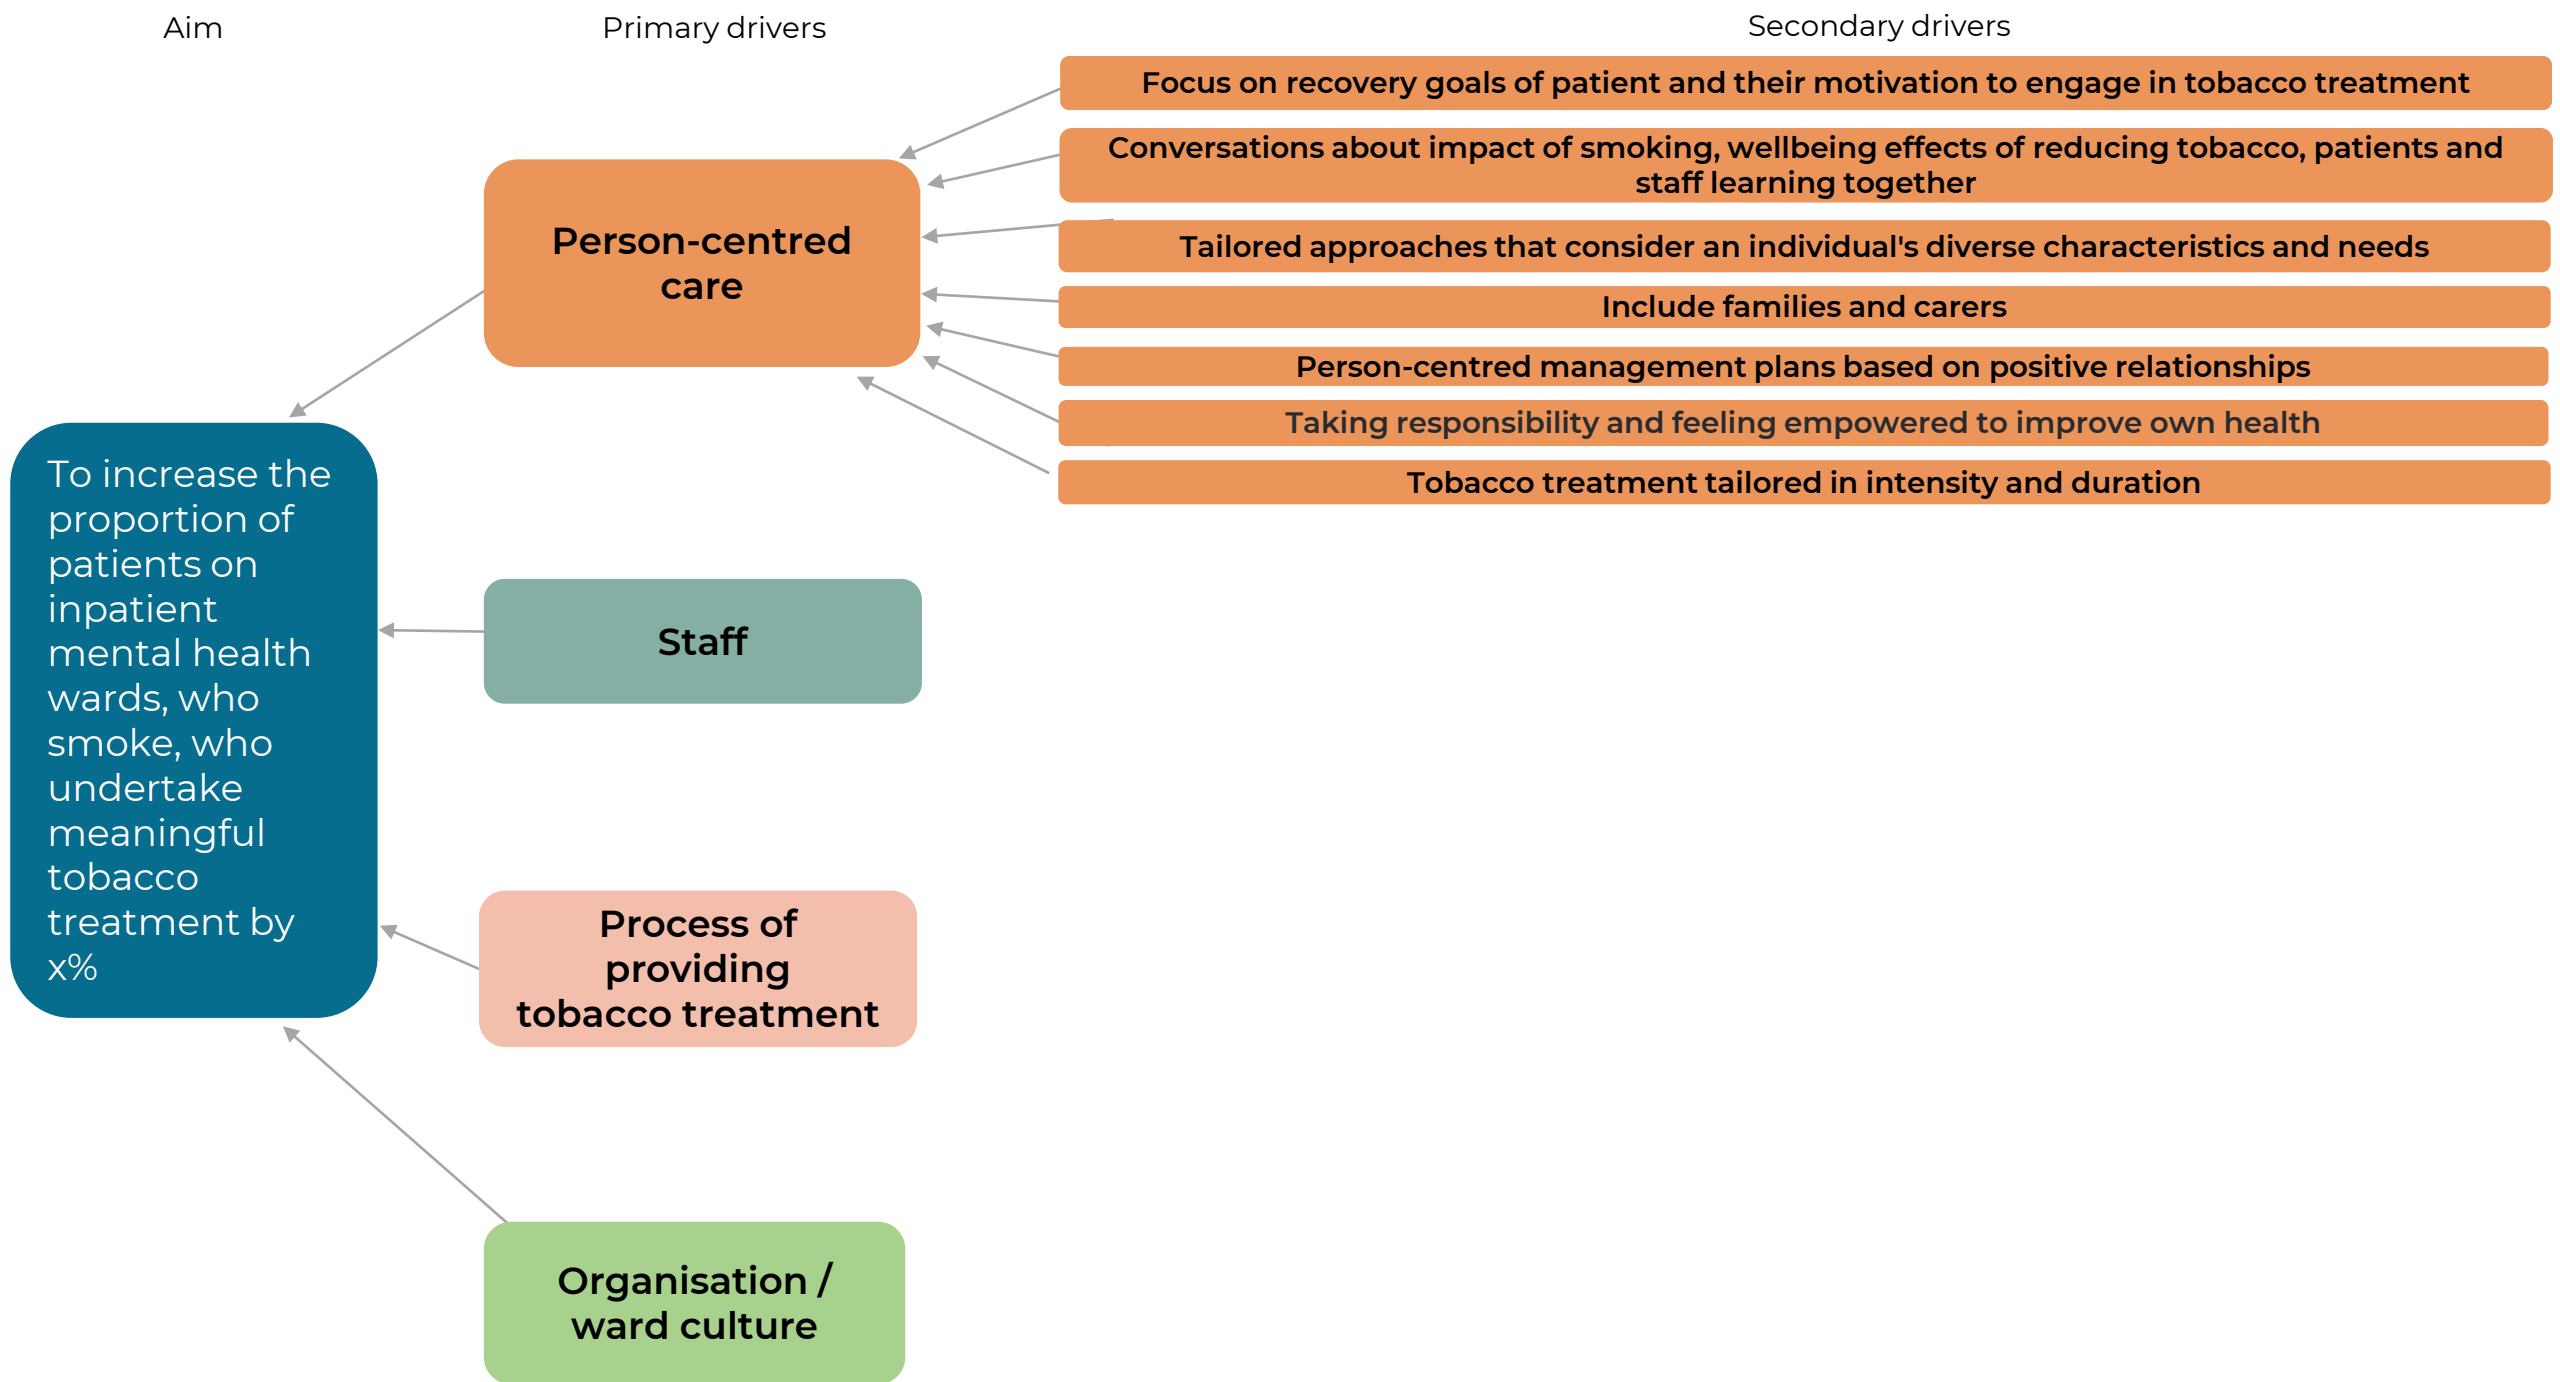 Aim
Primary drivers
Secondary drivers
Focus on recovery goals of patient and their motivation to engage in tobacco treatment
Conversations about impact of smoking, wellbeing effects of reducing tobacco, patients and
staff learning together
Tailored approaches that consider an individual's diverse characteristics and needs
Include families and carers
Person-centred management plans based on positive relationships
Taking responsibility and feeling empowered to improve own health
Tobacco treatment tailored in intensity and duration
Person-centred
care
To increase the
proportion of
patients on
inpatient
mental health
wards, who
smoke, who
undertake
meaningful
tobacco
treatment by
x%
Staff
Process of
providing
tobacco treatment
Organisation /
ward culture